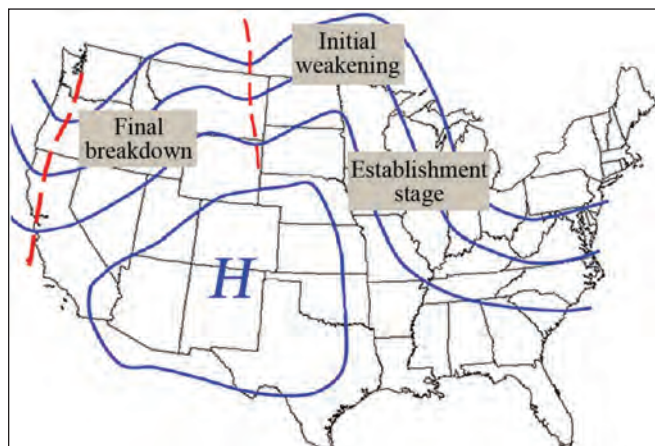 Initial
weakening
Final
breakdown
Establishment
stage
H